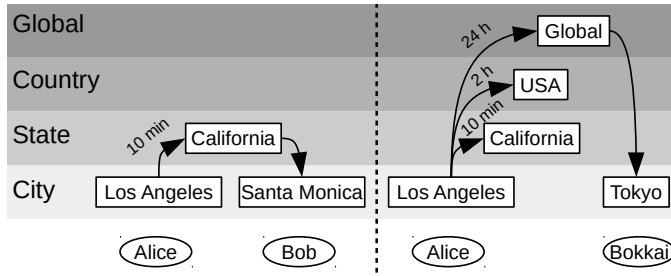 Global
Country
State
City
10 min
California
Los Angeles
Santa Monica
Alice
Bob
24 h
Global
2 h
USA
10 min
California
Los Angeles
Tokyo
Alice
Bokkai